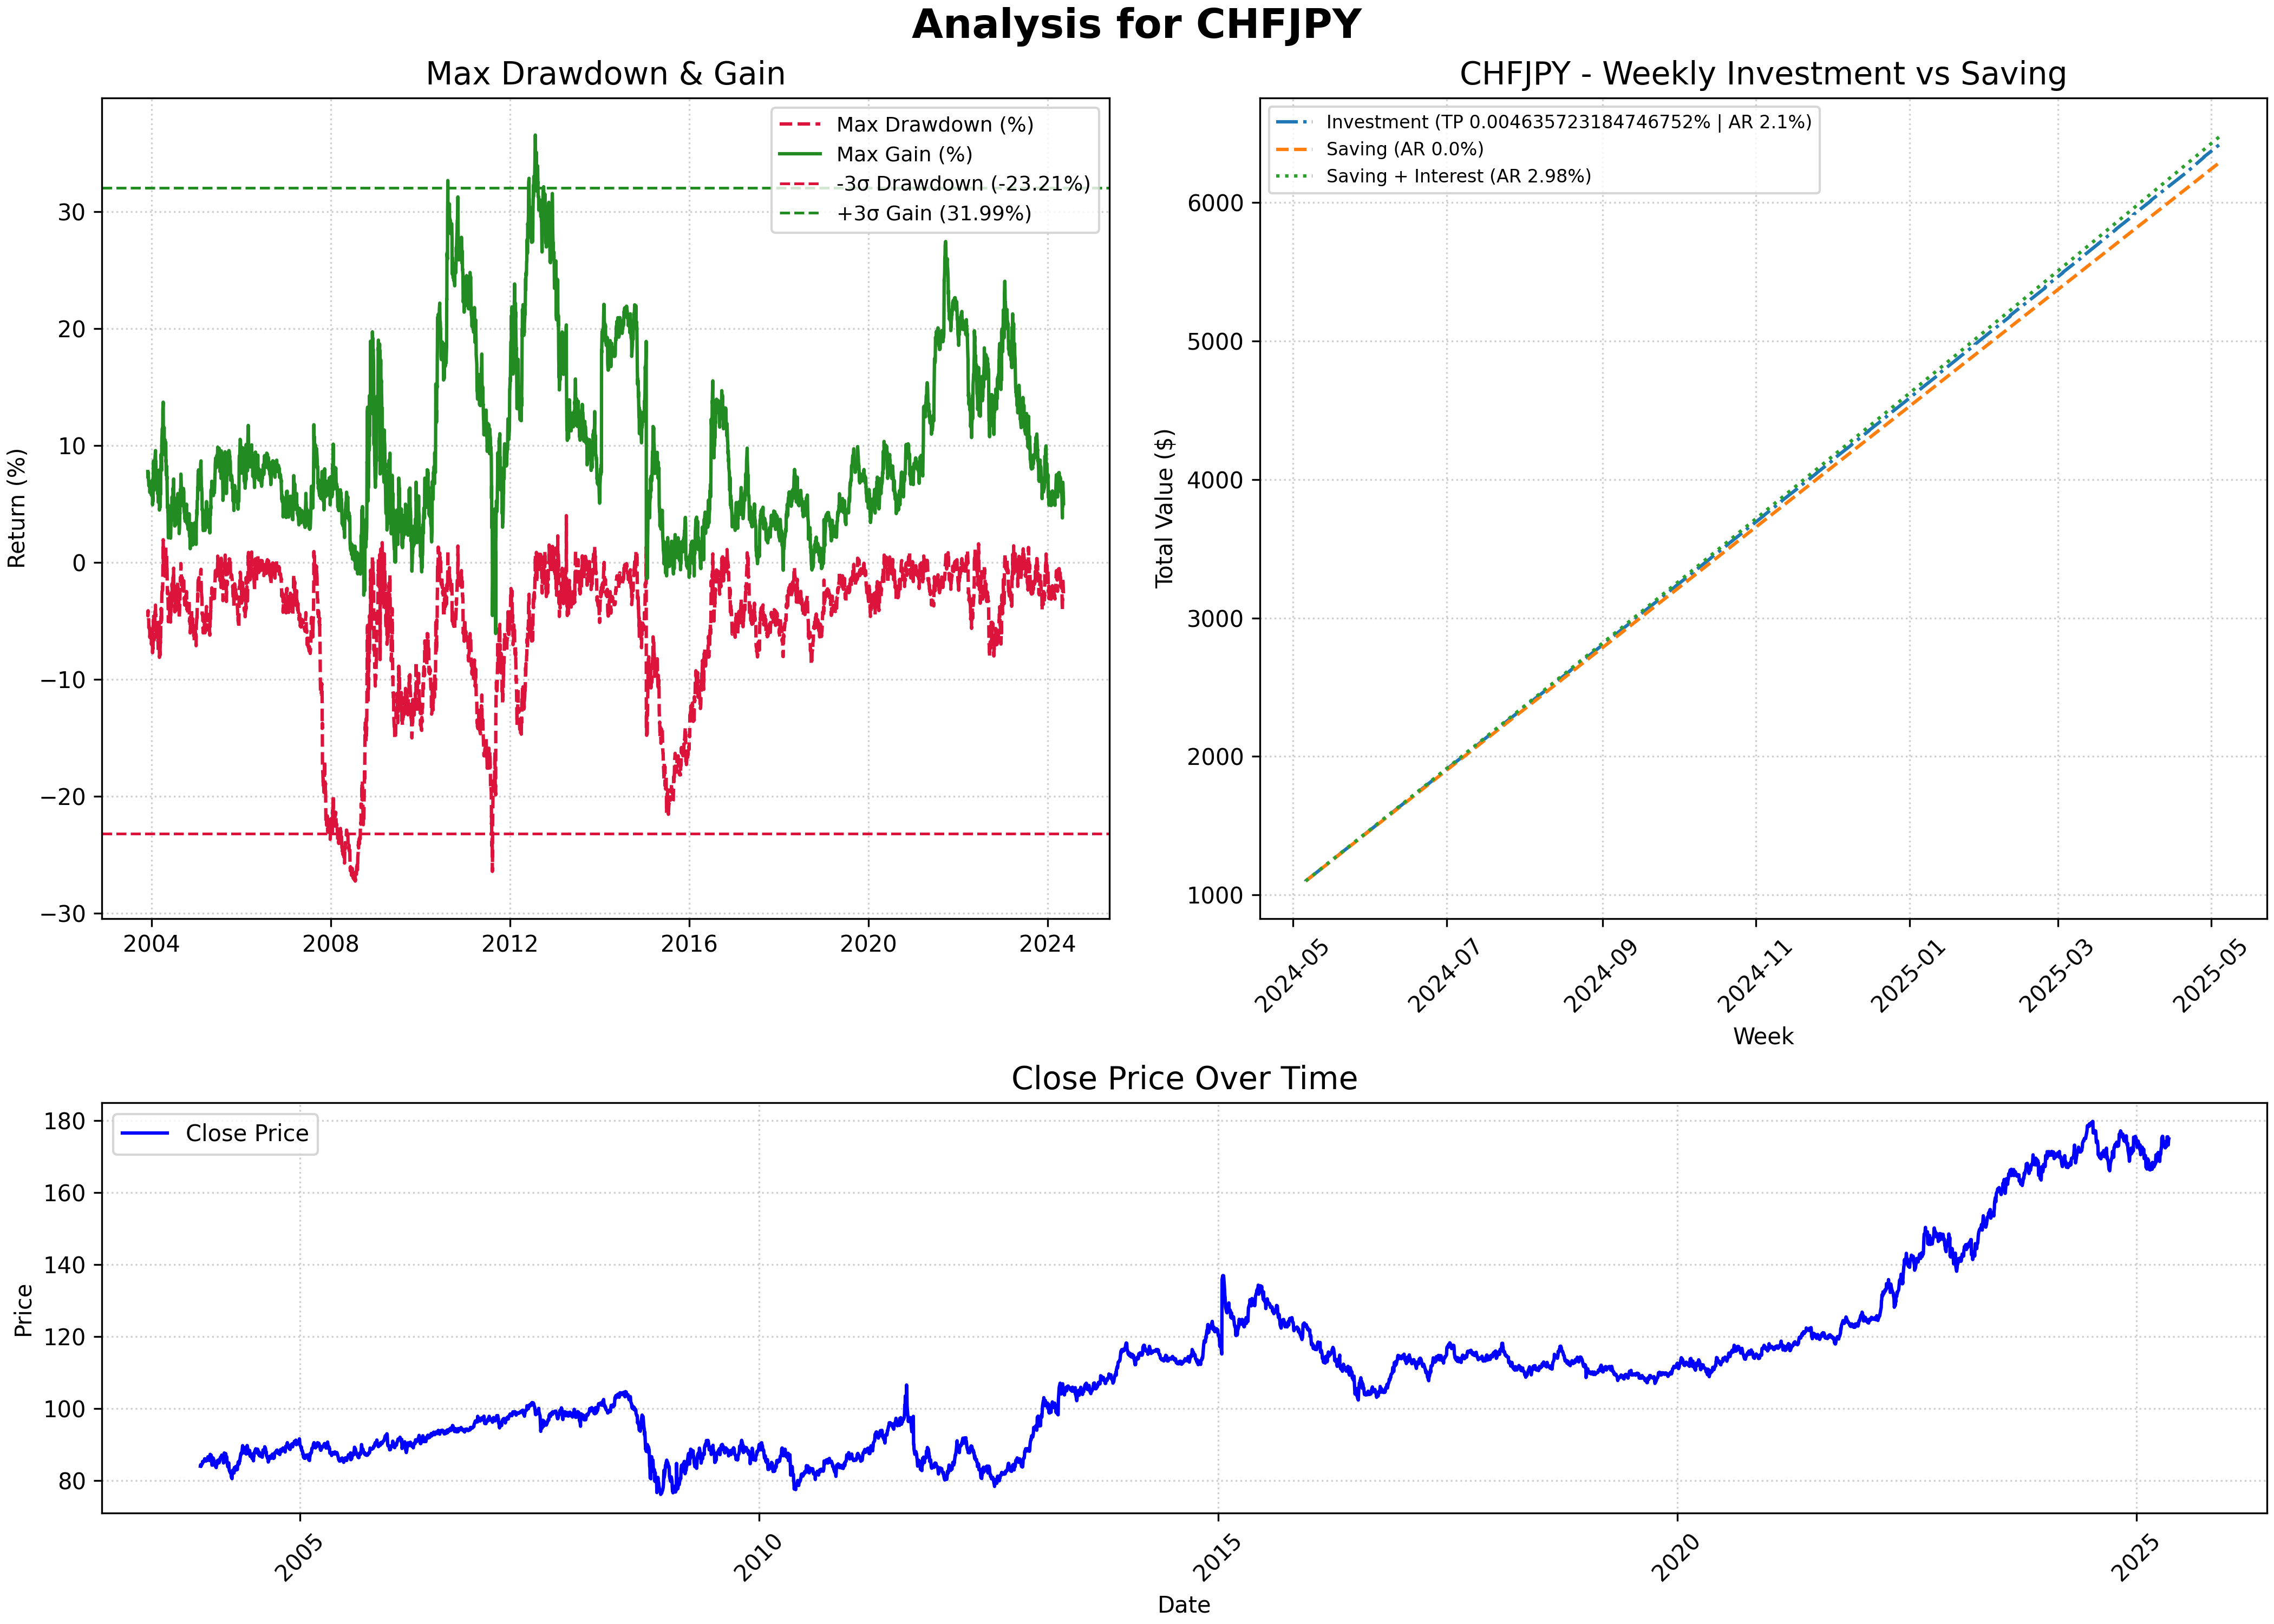 Analysis for CHFJPY
Max Drawdown & Gain
Return (%)
30
20
10
0
−10
−20
−30
2004
2008
2012
2016
2020
2024
Max Drawdown (%)
Max Gain (%)
-3σ Drawdown (-23.21%)
+3σ Gain (31.99%)
CHFJPY - Weekly Investment vs Saving
Total Value ($)
6000
5000
4000
3000
2000
1000
Investment (TP 0.004635723184746752% | AR 2.1%)
Saving (AR 0.0%)
Saving + Interest (AR 2.98%)
2024-05
2024-07
2024-09
2024-11
2025-01
2025-03
2025-05
Week
Close Price Over Time
Price
180
160
140
120
100
80
Close Price
2005
2010
2015
2020
2025
Date